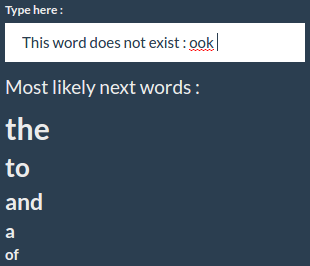 Type here :
This word does not exist : ook
Most likely next words :
the
to
and
a
of